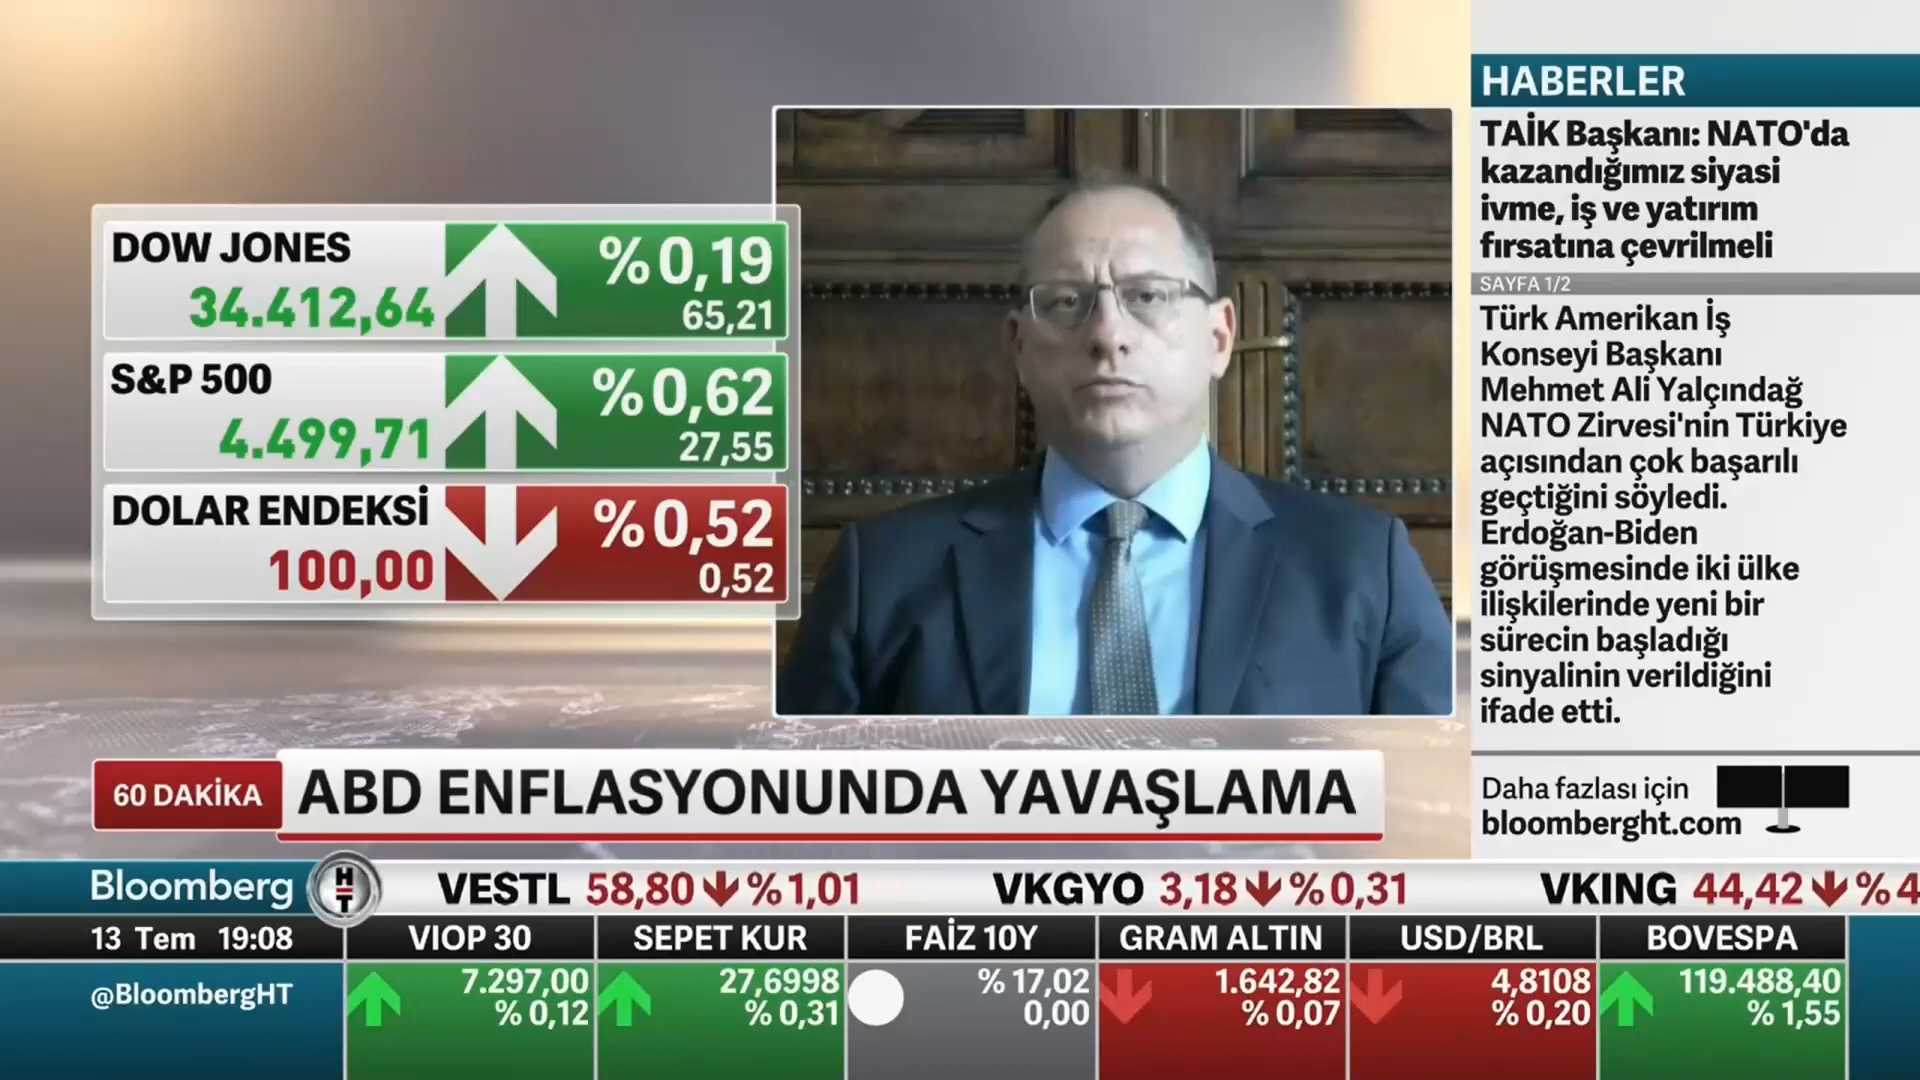 DOW JONES
34.412,64
%0,19
65,21
S&P 500
4.499,71
%0,62
27,55
DOLAR ENDEKSİ
100,00
%0,52
0,52
HABERLER
TAİK Başkanı: NATO'da
kazandığımız siyasi
ivme, iş ve yatırım
fırsatına çevrilmeli
SAYFA 1/2
Türk Amerikan İş
Konseyi Başkanı
Mehmet Ali Yalçındağ
NATO Zirvesi'nin Türkiye
açısından çok başarılı
geçtiğini söyledi.
Erdoğan-Biden
görüşmesinde iki ülke
ilişkilerinde yeni bir
sürecin başladığı
sinyalinin verildiğini
ifade etti.
Daha fazlası için
bloomberght.com
60 DAKİKA
ABD ENFLASYONUNDA YAVAŞLAMA
Bloomberg HT
VESTL 58,80 %1,01 VKGYO 3,18 %0,31 VKING 44,42 %4
13 Tem 19:08
@BloombergHT
VIOP 30
7.297,00
% 0,12
SEPET KUR
27,6998
% 0,31
FAİZ 10Y
% 17,02
0,00
GRAM ALTIN
1.642,82
% 0,07
USD/BRL
4,8108
% 0,20
BOVESPA
119.488,40
% 1,55